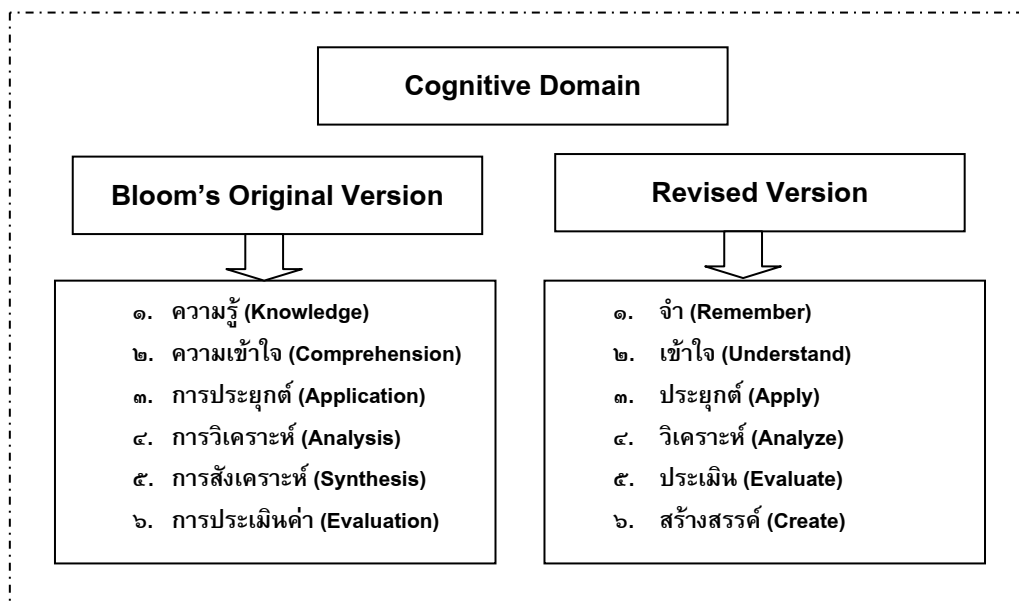 Cognitive Domain
Bloom’s Original Version
๑. ความรู้ (Knowledge)
๒. ความเข้าใจ (Comprehension)
๓. การประยุกต์ (Application)
๔. การวิเคราะห์ (Analysis)
๕. การสังเคราะห์ (Synthesis)
๖. การประเมินค่า (Evaluation)
Revised Version
๑. จำ (Remember)
๒. เข้าใจ (Understand)
๓. ประยุกต์ (Apply)
๔. วิเคราะห์ (Analyze)
๕. ประเมิน (Evaluate)
๖. สร้างสรรค์ (Create)